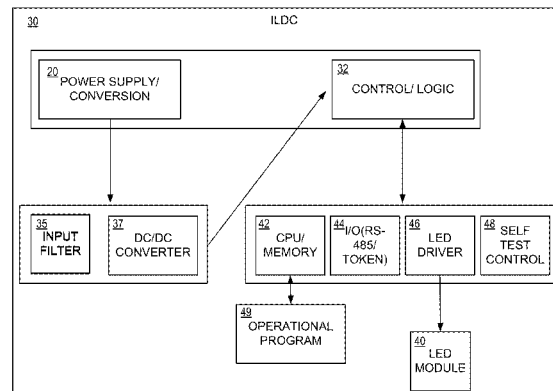 30
ILDC
20
POWER SUPPLY/
CONVERSION
32
CONTROL/ LOGIC
35
INPUT
FILTER
37
DC/DC
CONVERTER
42
CPU/
MEMORY
44
I/O(RS-
485/
TOKEN)
46
LED
DRIVER
48
SELF
TEST
CONTROL
49
OPERATIONAL
PROGRAM
40
LED
MODULE